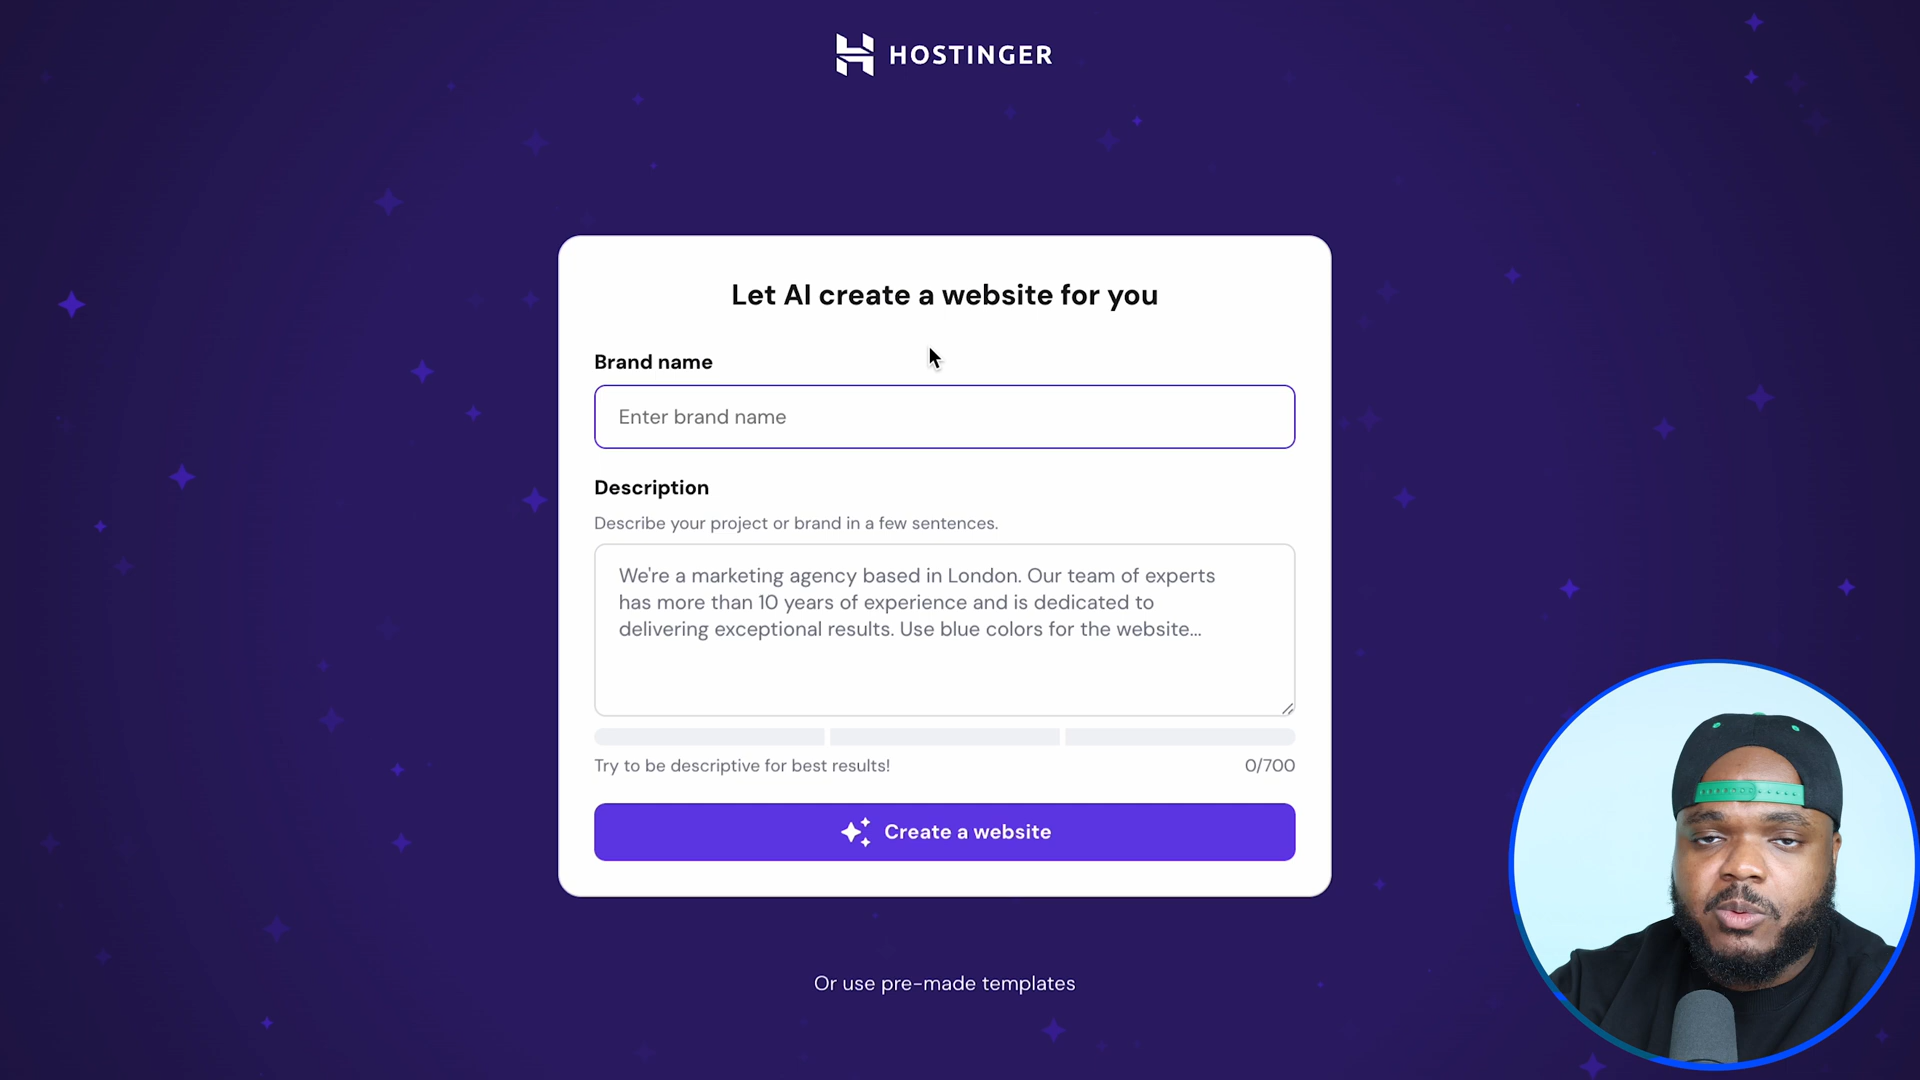 HOSTINGER
Let AI create a website for you
Brand name
Enter brand name
Description
Describe your project or brand in a few sentences.
We're a marketing agency based in London. Our team of experts
has more than 10 years of experience and is dedicated to
delivering exceptional results. Use blue colors for the website...
Try to be descriptive for best results!
0/700
Create a website
Or use pre-made templates